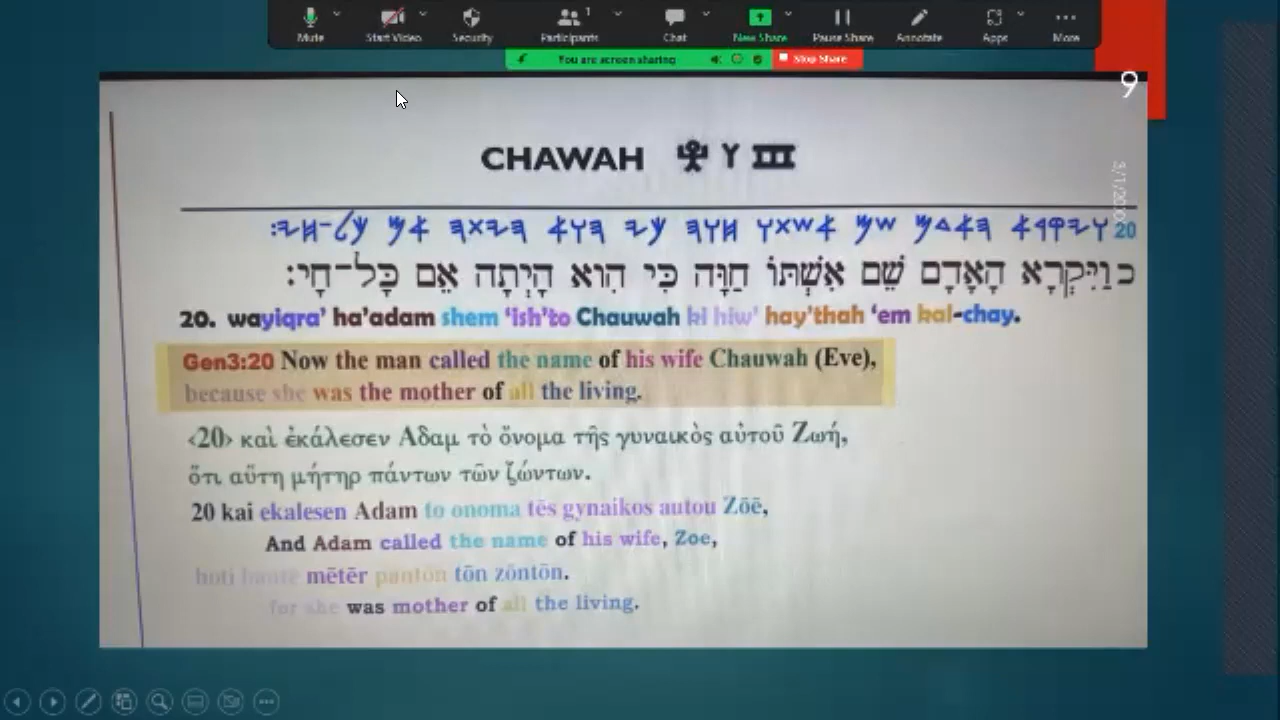 Mute
Start Video
Security
Participants
1
Chat
New Share
Pause Share
Annotate
Apps
More
You are screen sharing
Stop Share
9
CHAWAH
20
כ וַיִּקְרָא הָאָדָם שֵׁם אִשְׁתּוֹ חַוָּה כִּי הִוא הָיְתָה אֵם כָּל־חָי׃
20. wayiqra’ ha’adam shem ‘ish’to Chauwah ki hiw’ hay’thah ‘em kal-chay.
Gen3:20 Now the man called the name of his wife Chauwah (Eve),
because she was the mother of all the living.
‹20› καὶ ἐκάλεσεν Αδαμ τὸ ὄνομα τῆς γυναικὸς αὐτοῦ Ζωή,
ὅτι αὕτη μήτηρ πάντων τῶν ζώντων.
20 kai ekalesen Adam to onoma tēs gynaikos autou Zōē,
And Adam called the name of his wife, Zoe,
hoti hautē mētēr pantōn tōn zōntōn.
for she was mother of all the living.